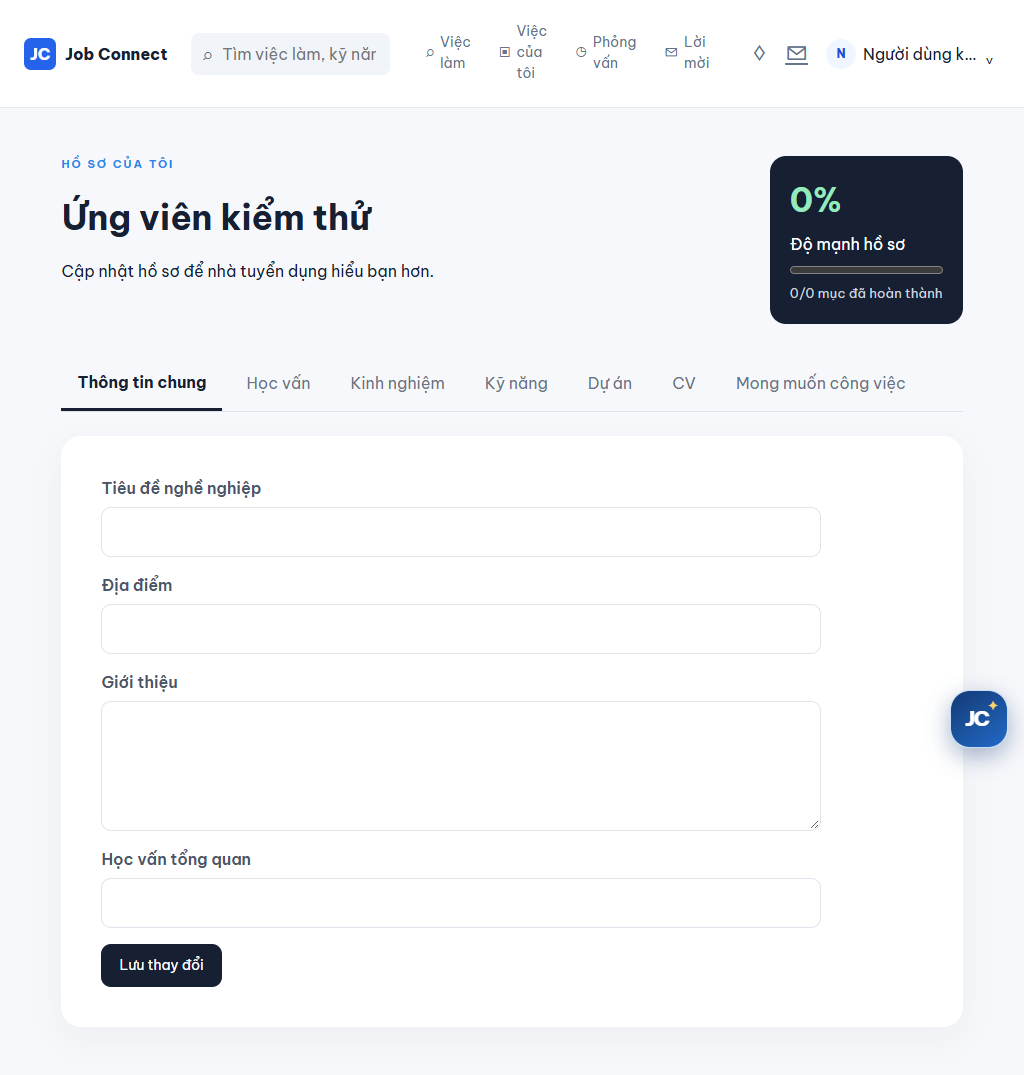 JC Job Connect
Tìm việc làm, kỹ năr
Việc làm
Việc của tôi
Phỏng vấn
Lời mời
N Người dùng k...
HỒ SƠ CỦA TÔI
Ứng viên kiểm thử
Cập nhật hồ sơ để nhà tuyển dụng hiểu bạn hơn.
0%
Độ mạnh hồ sơ
0/0 mục đã hoàn thành
Thông tin chung
Học vấn
Kinh nghiệm
Kỹ năng
Dự án
CV
Mong muốn công việc
Tiêu đề nghề nghiệp
Địa điểm
Giới thiệu
JC
Học vấn tổng quan
Lưu thay đổi